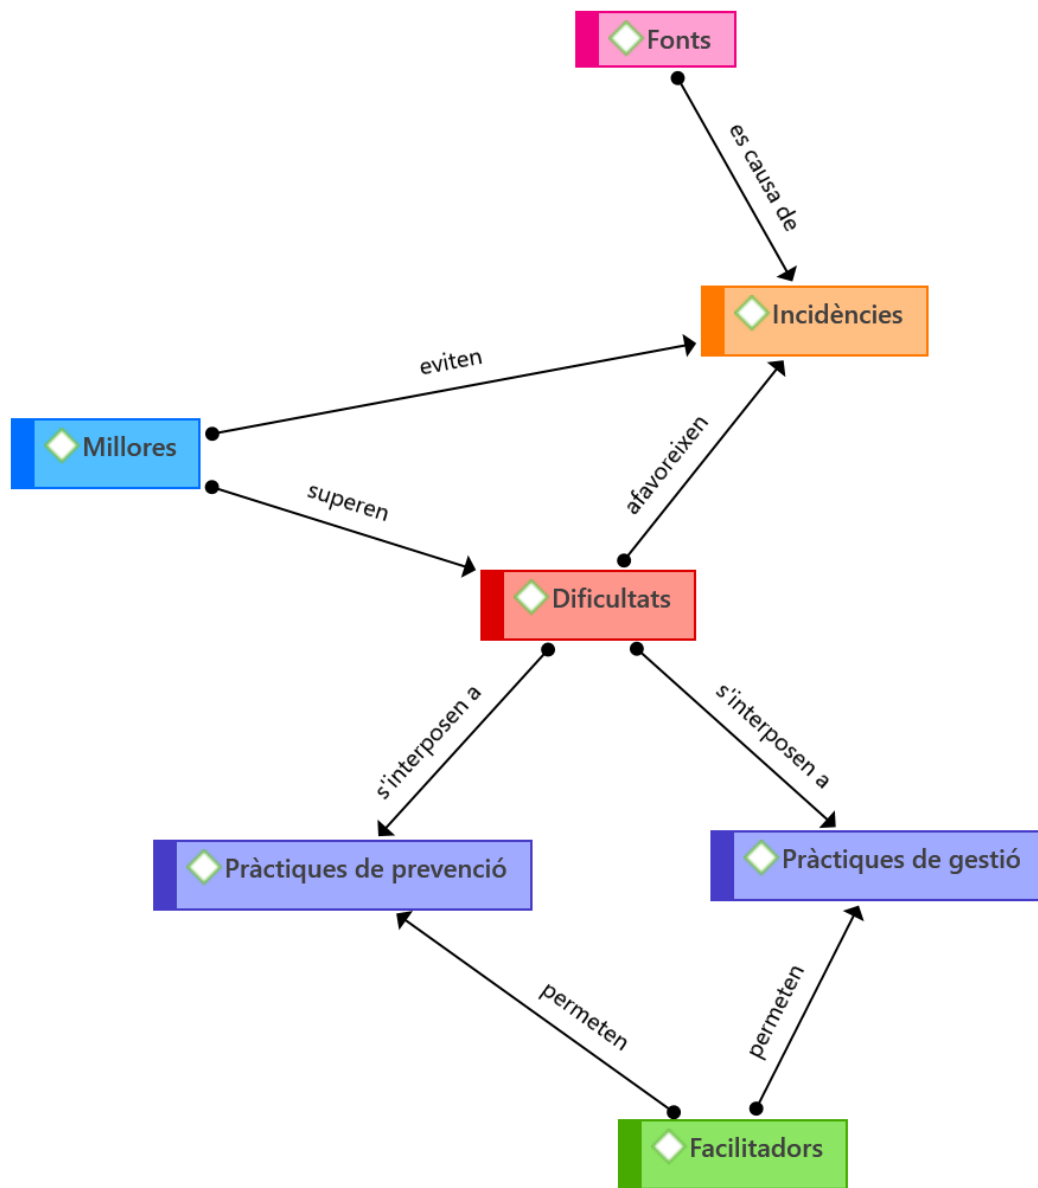 Fonts
es causa de
Incidències
eviten
Millores
superen
afavoreixen
Dificultats
s'interposen a
s'interposen a
Pràctiques de prevenció
Pràctiques de gestió
permeten
permeten
Facilitadors